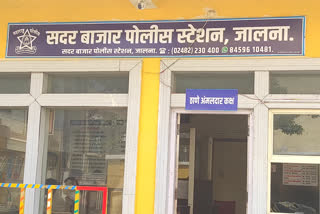 सदर बाजार पोलीस स्टेशन, जालना.
सदर बाजार पोलीस स्टेशन, जालना. ☎ : (02482) 230 400 84596 10481.
ठाणे अंमलदार कक्ष